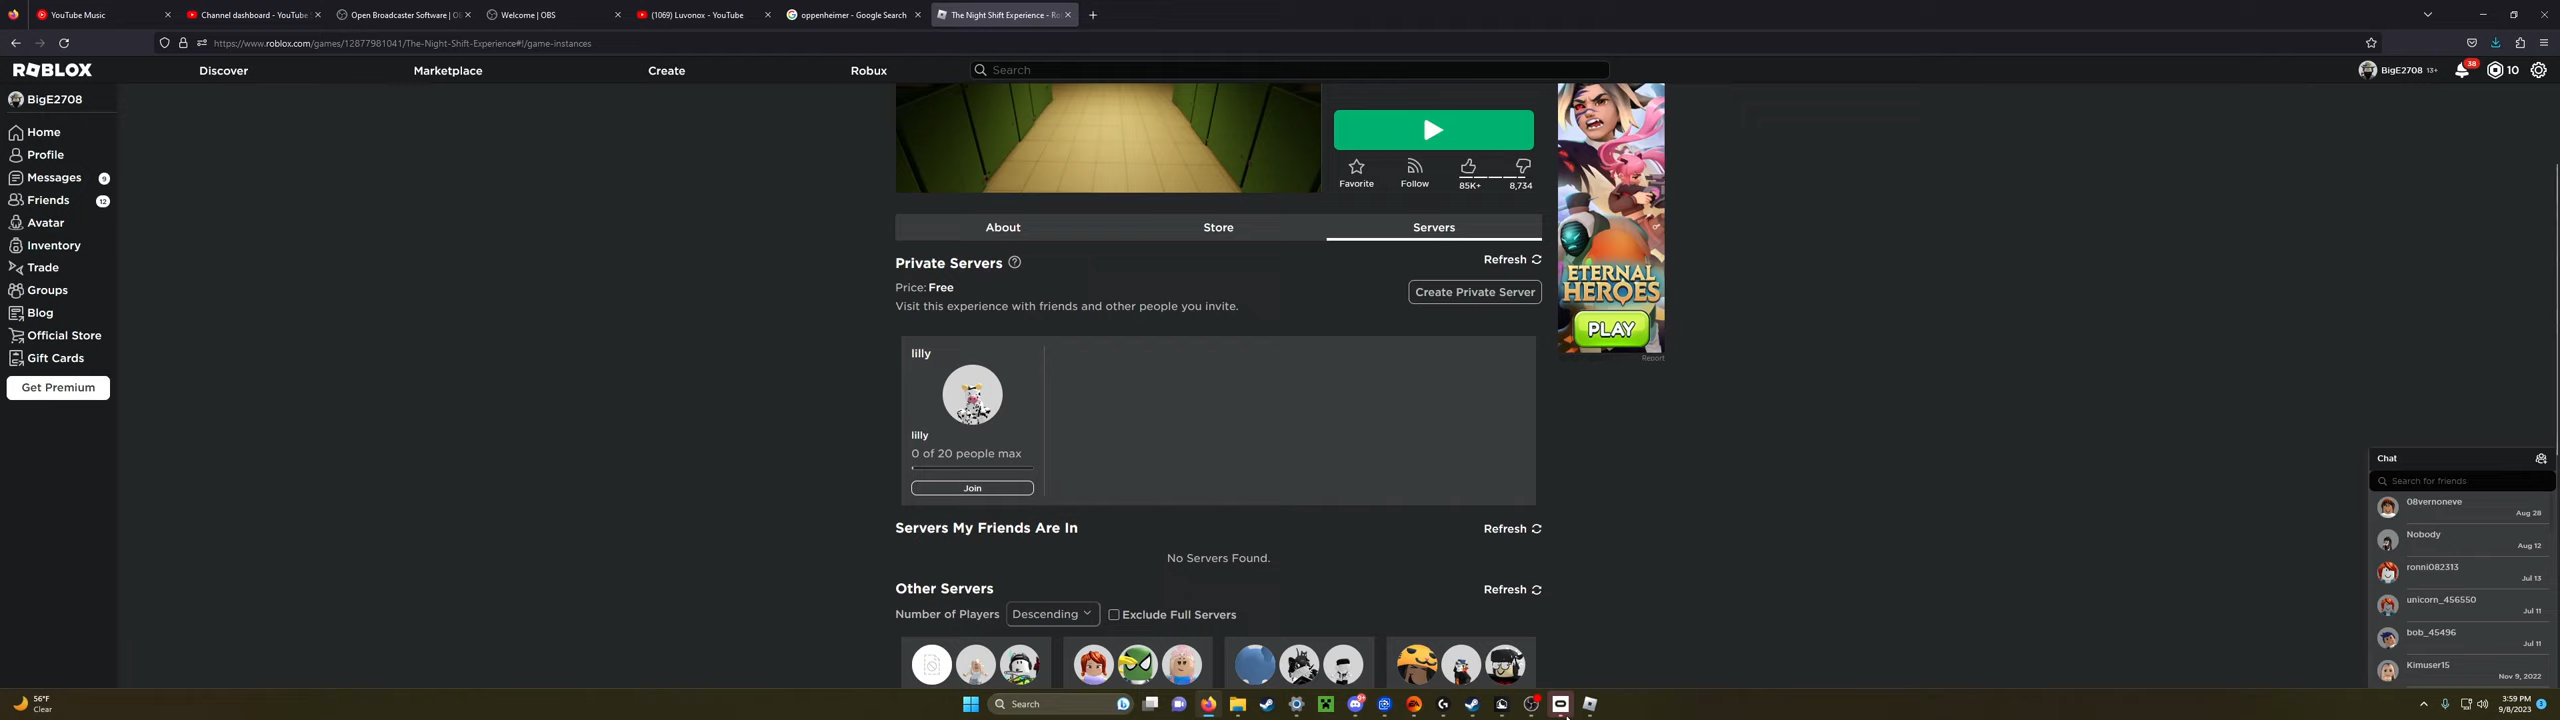 YouTube Music
Channel dashboard - YouTube S
Open Broadcaster Software | O
Welcome | OBS
(1069) Luvonox - YouTube
oppenheimer - Google Search
The Night Shift Experience - Ro
https://www.roblox.com/games/12877981041/The-Night-Shift-Experience#!/game-instances
ROBLOX
Discover
Marketplace
Create
Robux
Search
BigE2708 13+
38
10
BigE2708
Home
Profile
Messages 9
Friends 12
Avatar
Inventory
Trade
Groups
Blog
Official Store
Gift Cards
Get Premium
Favorite
Follow
85K+
8,734
About
Store
Servers
Private Servers
Refresh
Price: Free
Create Private Server
Visit this experience with friends and other people you invite.
lilly
lilly
0 of 20 people max
Join
Servers My Friends Are In
Refresh
No Servers Found.
Other Servers
Refresh
Number of Players
Descending
Exclude Full Servers
ETERNAL
HEROES
PLAY
Report
Chat
Search for friends
08vernoneve
Aug 28
Nobody
Aug 12
ronni082313
Jul 13
unicorn_456550
Jul 11
bob_45496
Jul 11
Kimuser15
Nov 9, 2022
56°F
Clear
Search
3:59 PM
9/8/2023